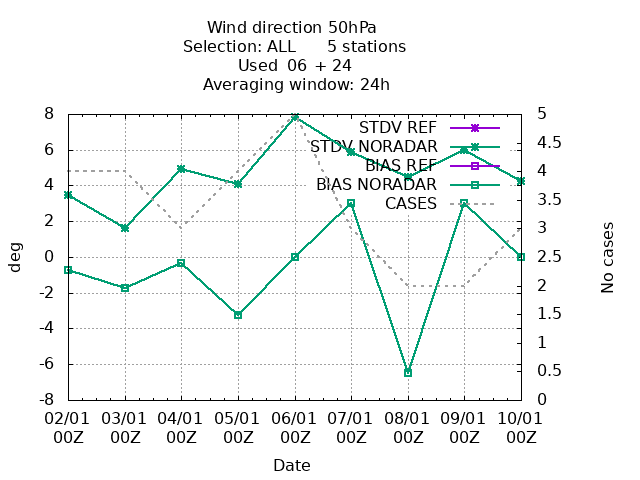 Wind direction 50hPa
Selection: ALL 5 stations
Used 06 + 24
Averaging window: 24h
8
6
4
2
0
-2
-4
-6
-8
deg
5
4.5
4
3.5
3
2.5
2
1.5
1
0.5
0
No cases
STDV REF
STDV NORADAR
BIAS REF
BIAS NORADAR
CASES
02/01 03/01 04/01 05/01 06/01 07/01 08/01 09/01 10/01
00Z 00Z 00Z 00Z 00Z 00Z 00Z 00Z 00Z
Date